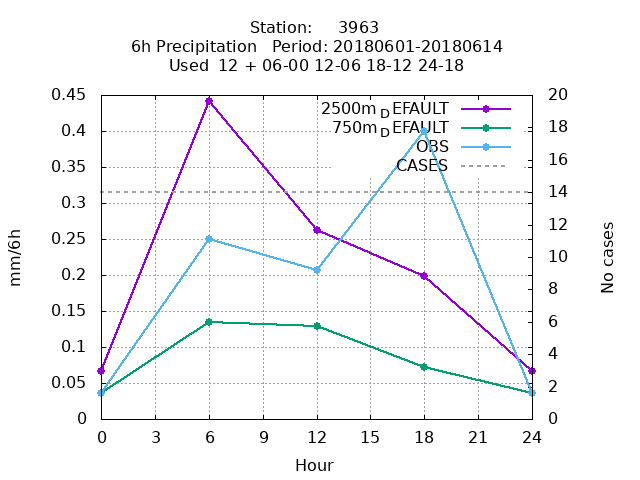 Station: 3963
6h Precipitation Period: 20180601-20180614
Used 12 + 06-00 12-06 18-12 24-18
2500m_DEFAULT
750m_DEFAULT
OBS
CASES
0.45
0.4
0.35
0.3
0.25
0.2
0.15
0.1
0.05
0
mm/6h
20
18
16
14
12
10
8
6
4
2
0
No cases
0 3 6 9 12 15 18 21 24
Hour